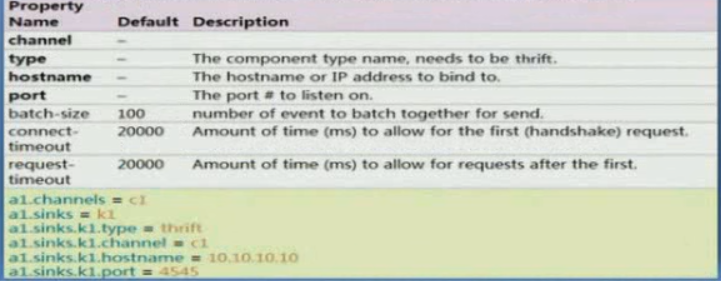 Property
Name Default Description
channel –
type – The component type name, needs to be thrift.
hostname – The hostname or IP address to bind to.
port – The port # to listen on.
batch-size 100 number of event to batch together for send.
connect- 20000 Amount of time (ms) to allow for the first (handshake) request.
timeout
request- 20000 Amount of time (ms) to allow for requests after the first.
timeout
a1.channels = c1
a1.sinks = k1
a1.sinks.k1.type = thrift
a1.sinks.k1.channel = c1
a1.sinks.k1.hostname = 10.10.10.10
a1.sinks.k1.port = 4545